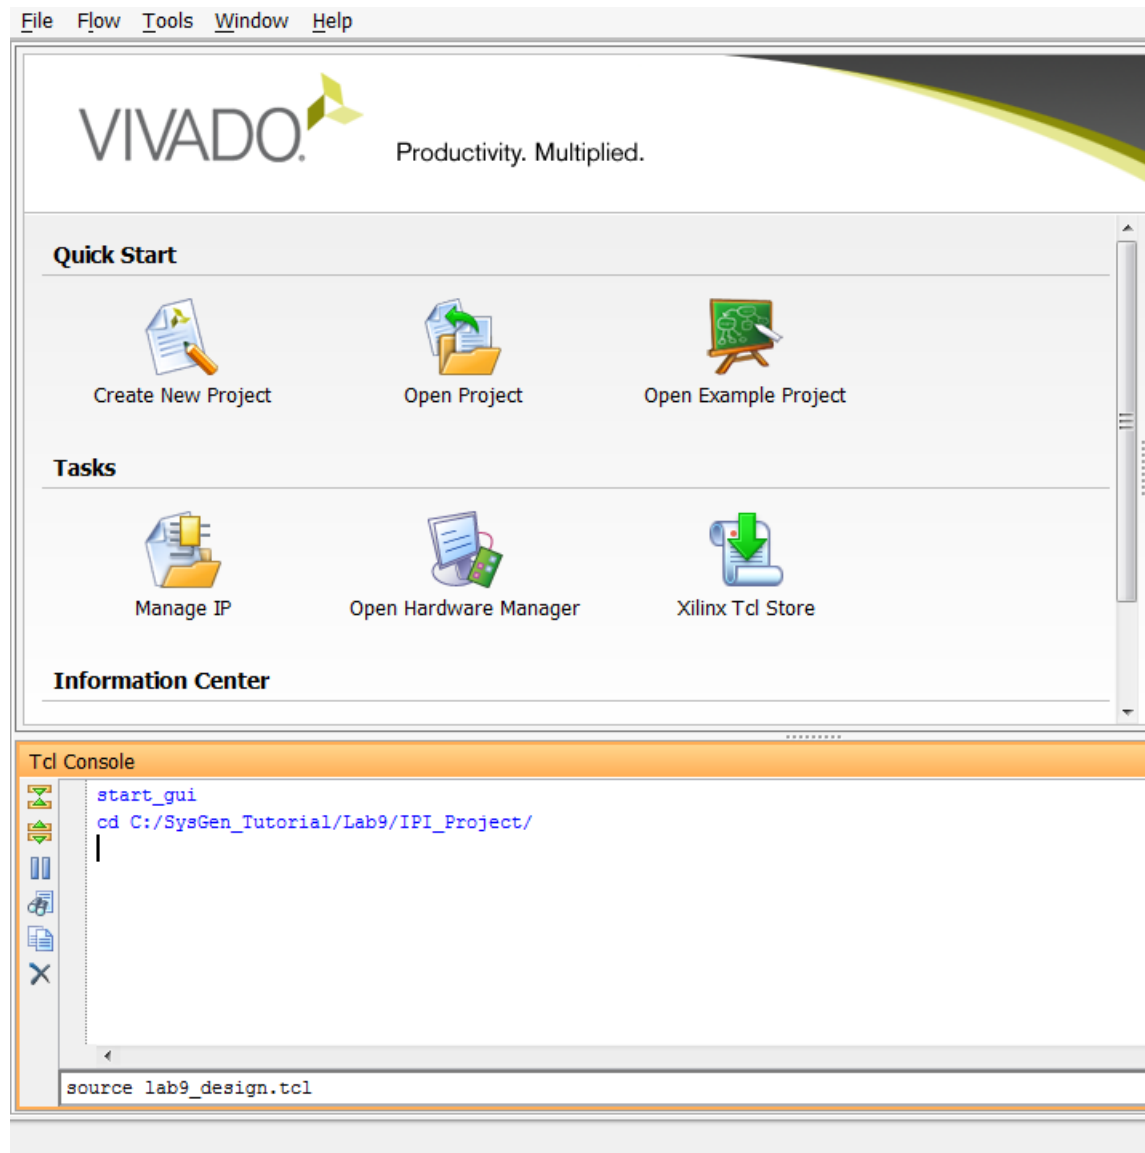 File Flow Tools Window Help
VIVADO.
Productivity. Multiplied.
Quick Start
Create New Project Open Project Open Example Project
Tasks
Manage IP Open Hardware Manager Xilinx Tcl Store
Information Center
Tcl Console
start_gui
cd C:/SysGen_Tutorial/Lab9/IPI_Project/
source lab9_design.tcl